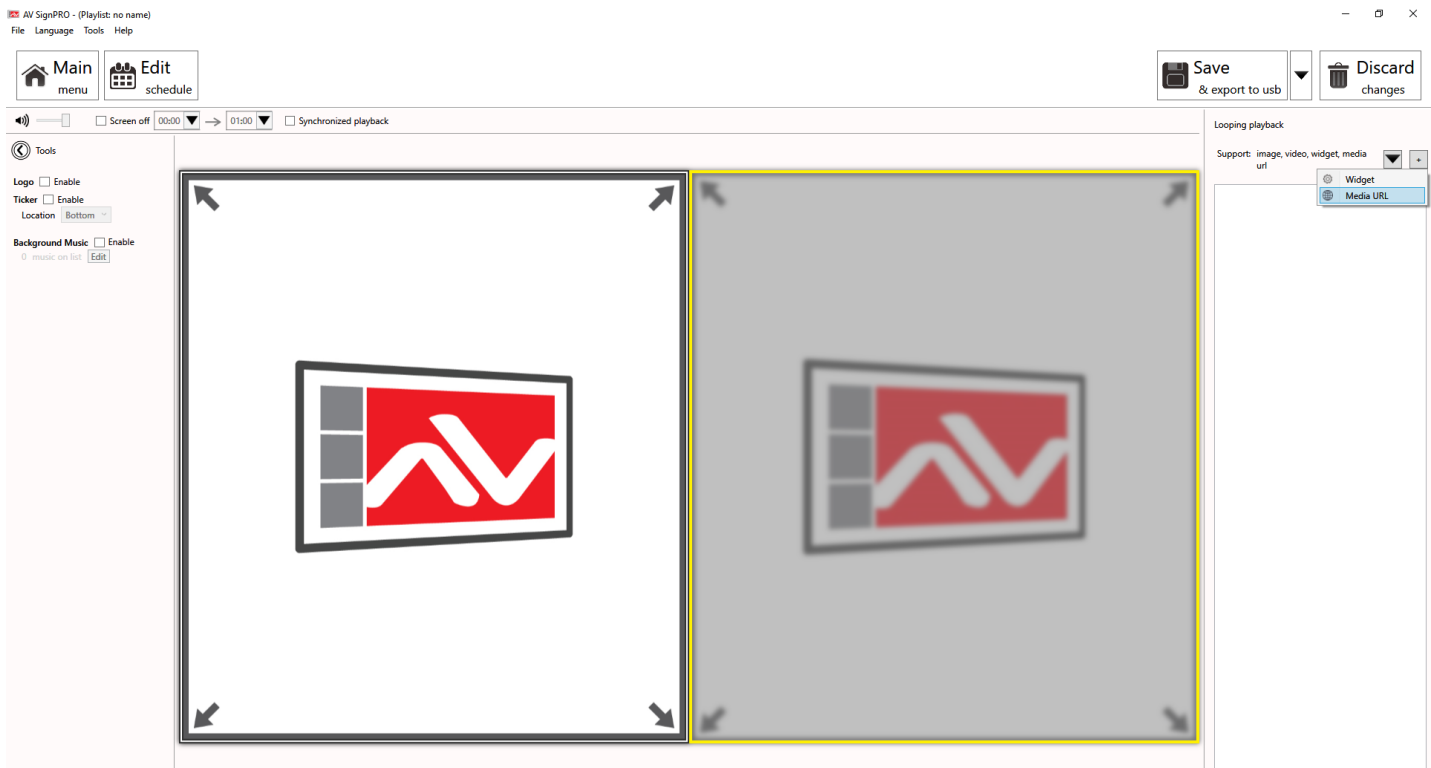 AV SignPRO - (Playlist: no name)
File Language Tools Help
Main
menu
Edit
schedule
Save
& export to usb
Discard
changes
Screen off 00:00 01:00 Synchronized playback
Looping playback
Tools
Support: image, video, widget, media
url
+
Widget
Media URL
Logo Enable
Ticker Enable
Location Bottom
Background Music Enable
0 music on list Edit
AV
AV